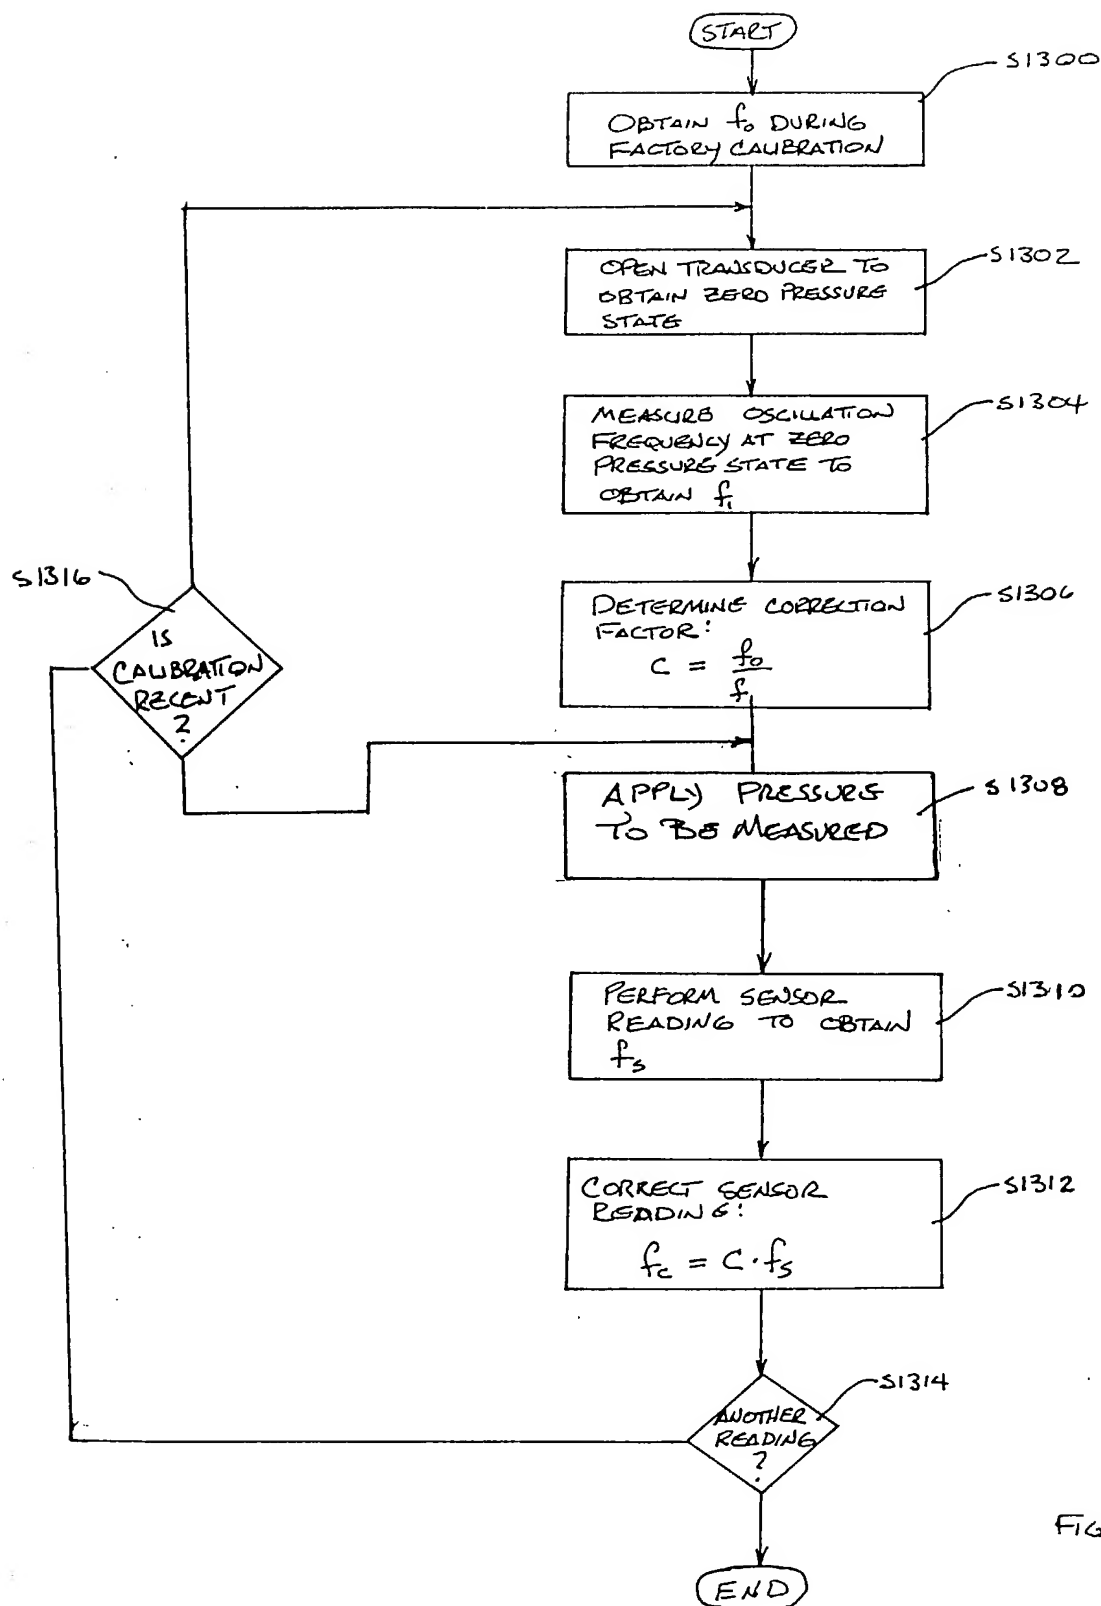 START
S1300
OBTAIN f₀ DURING
FACTORY CALIBRATION
S1302
OPEN TRANSDUCER TO
OBTAIN ZERO PRESSURE
STATE
S1304
MEASURE OSCILLATION
FREQUENCY AT ZERO
PRESSURE STATE TO
OBTAIN f₁
S1306
DETERMINE CORRECTION
FACTOR:
C = f₀
f
S1316
IS
CALIBRATION
RECENT
?
S1308
APPLY PRESSURE
TO BE MEASURED
S1310
PERFORM SENSOR
READING TO OBTAIN
fs
S1312
CORRECT SENSOR
READING:
fc = C·fs
S1314
ANOTHER
READING
?
FIG
END